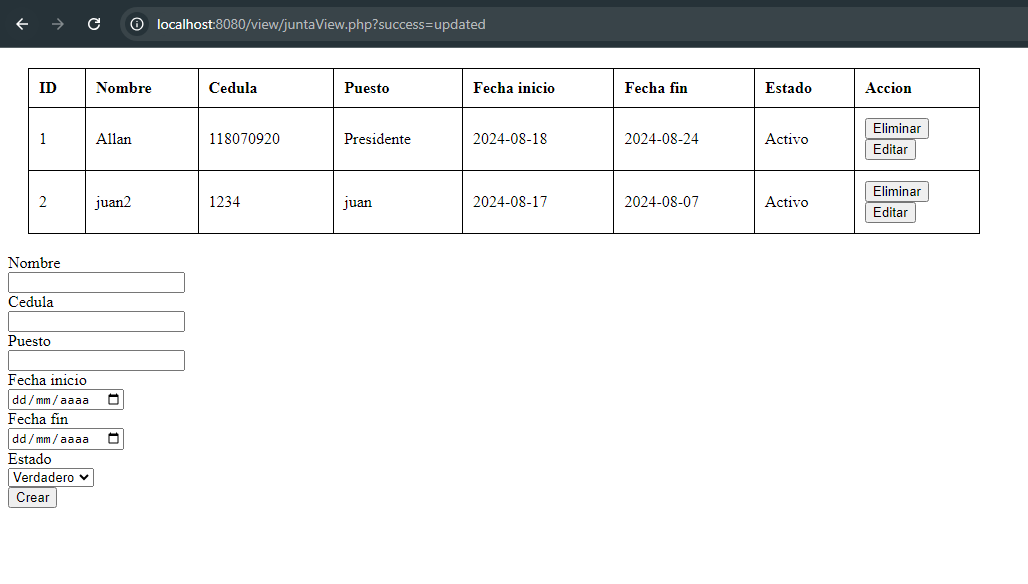 localhost:8080/view/juntaView.php?success=updated
ID Nombre Cedula Puesto Fecha inicio Fecha fin Estado Accion
1 Allan 118070920 Presidente 2024-08-18 2024-08-24 Activo Eliminar
Editar
2 juan2 1234 juan 2024-08-17 2024-08-07 Activo Eliminar
Editar
Nombre
Cedula
Puesto
Fecha inicio
dd/mm/aaaa
Fecha fin
dd/mm/aaaa
Estado
Verdadero
Crear